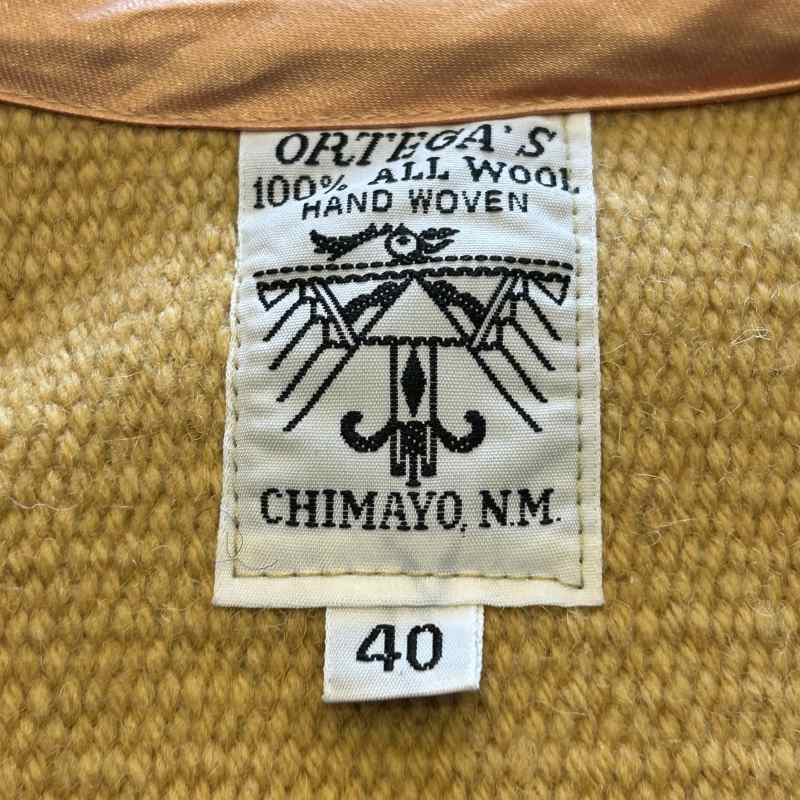 ORTEGA'S
100% ALL WOOL
HAND WOVEN
CHIMAYO, N.M.
40